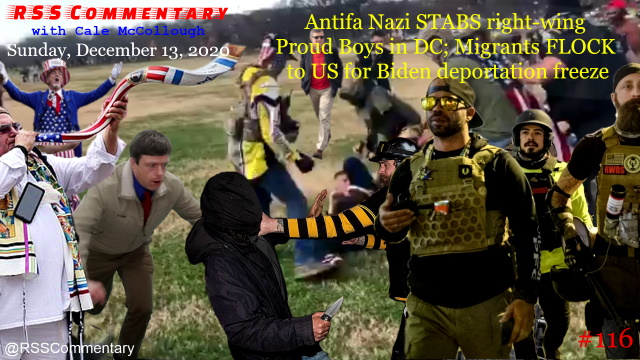 RSS Commentary
with Cale McCollough
Sunday, December 13, 2020
Antifa Nazi STABS right-wing
Proud Boys in DC; Migrants FLOCK
to US for Biden deportation freeze
RWDS
#116
@RSSCommentary